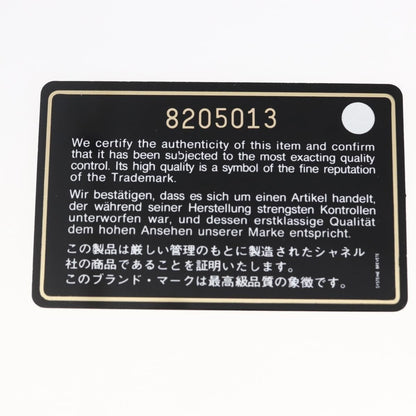 8205013
We certify the authenticity of this item and confirm
that it has been subjected to the most exacting quality
control. Its high quality is a symbol of the fine reputation
of the Trademark.
Wir bestätigen, dass es sich um einen Artikel handelt,
der während seiner Herstellung strengsten Kontrollen
unterworfen war, und dessen erstklassige Qualität
dem hohen Ansehen unserer Marke entspricht.
この製品は厳しい管理のもとに製造されたシャネル
社の商品であることを証明いたします。
このブランド・マークは最高級品質の象徴です。